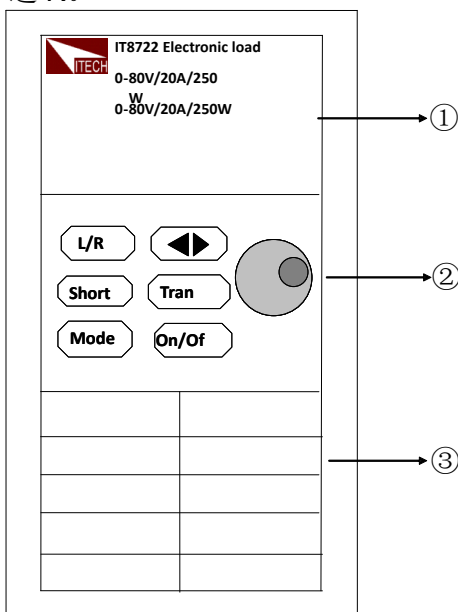 ITECH
IT8722 Electronic load
0-80V/20A/250
W
0-80V/20A/250W
①
L/R ◀▶
Short Tran
Mode On/Of
②
③